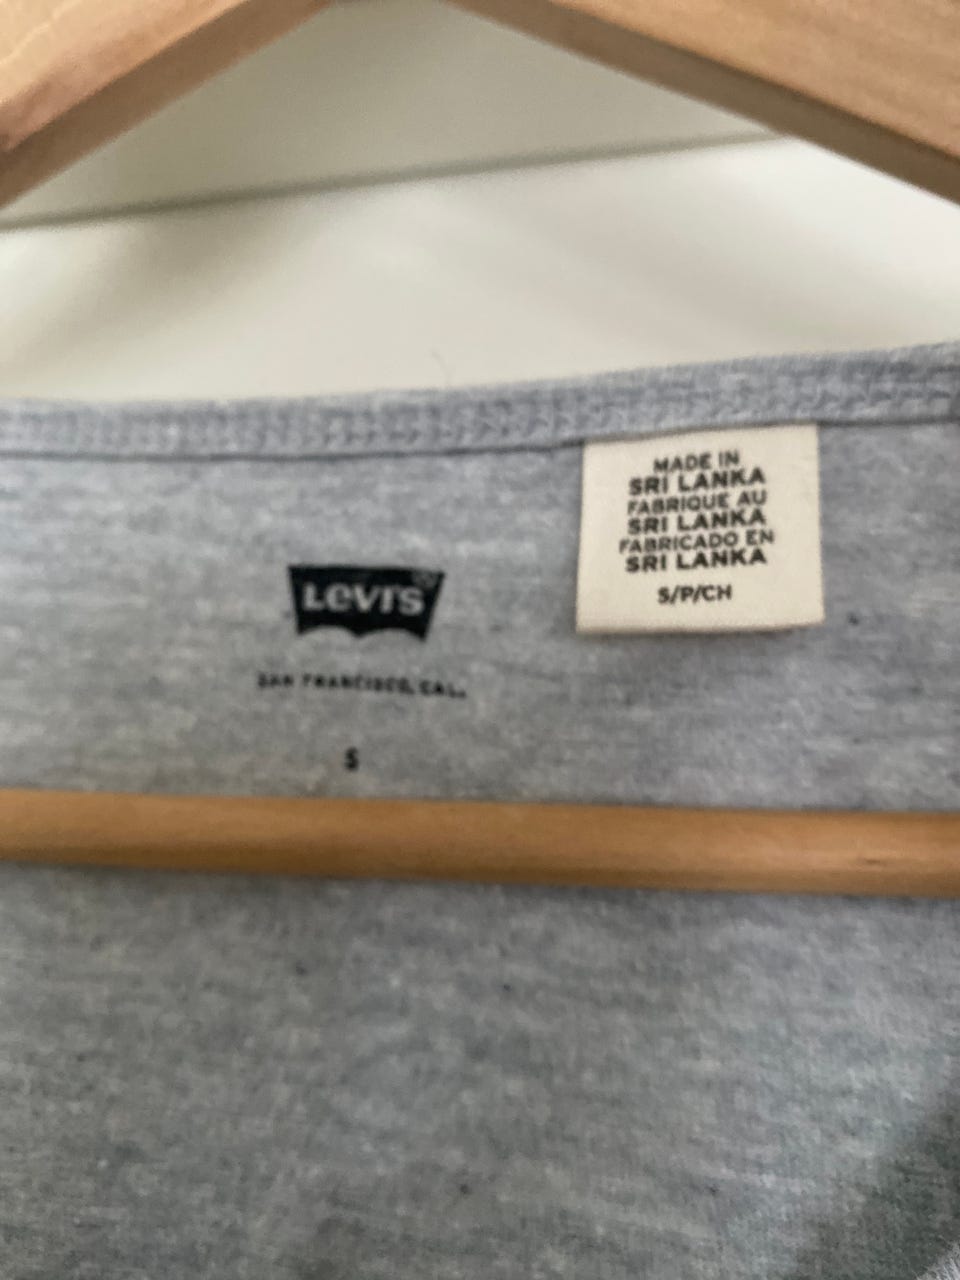 LEVI'S
SAN FRANCISCO, CAL.
S
MADE IN
SRI LANKA
FABRIQUE AU
SRI LANKA
FABRICADO EN
SRI LANKA
S/P/CH